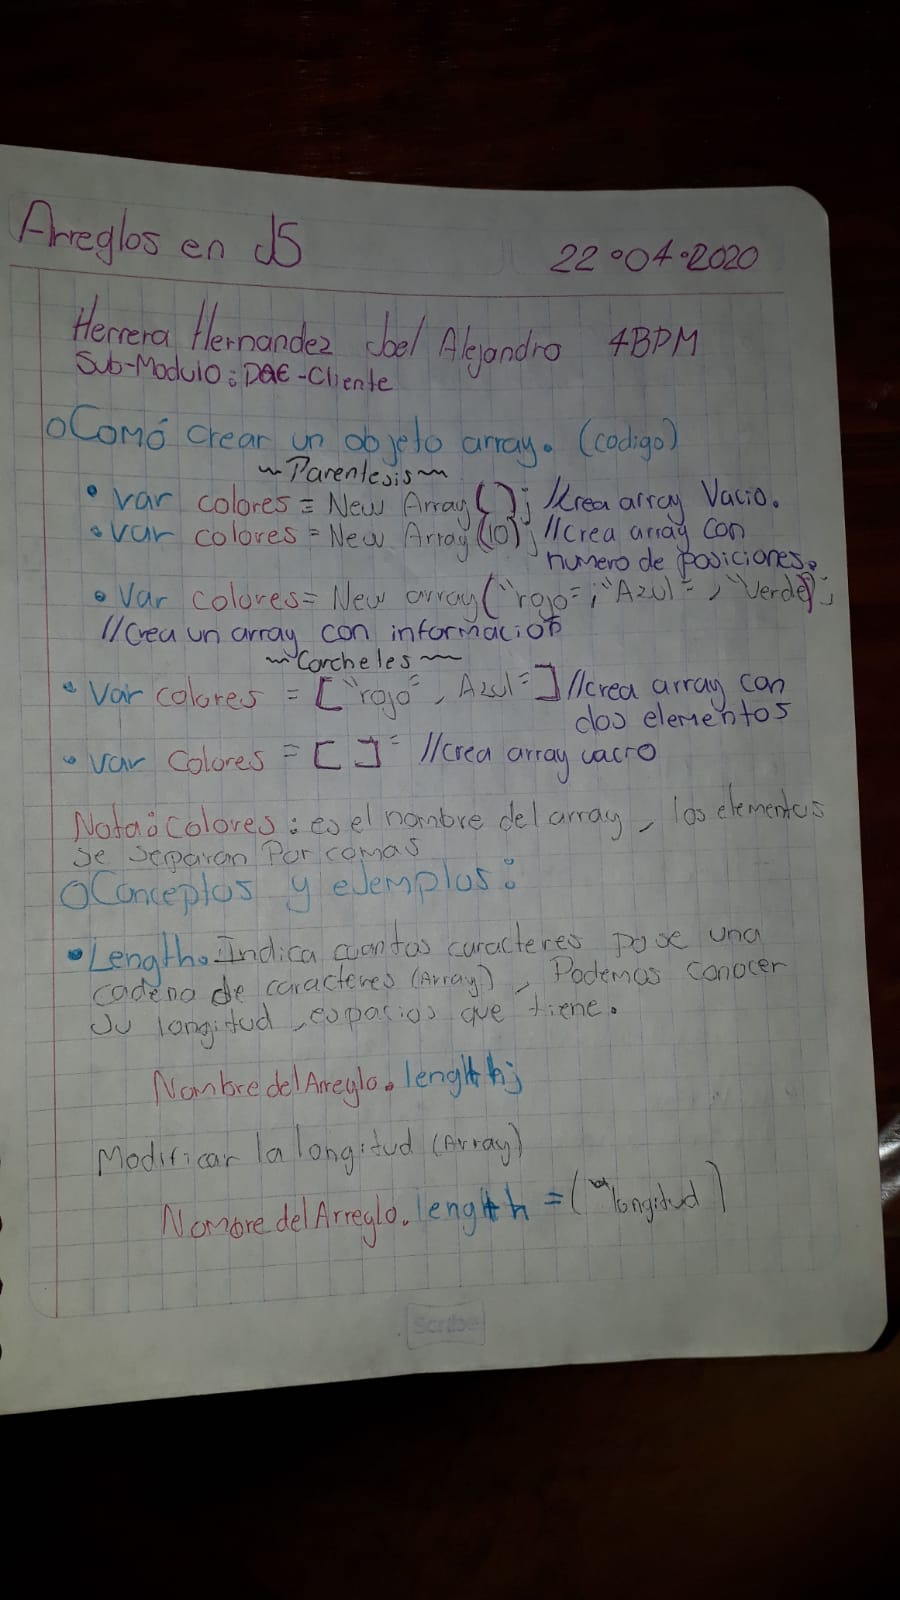 Arreglos en JS
22•04•2020
Herrera Hernandez Joel Alejandro 4BPM
Sub-Modulo: DAE-Cliente
○Comó crear un objeto array. (codigo)
~Parentesis~
• var colores = New Array(); //crea array Vacio.
• var colores = New Array(10); //Crea array con
numero de posiciones.
• Var colores= New array("rojo", "Azul", "Verde");
//Crea un array con informacion
~Corcheles~
• Var colores = ["rojo", Azul"] //crea array con
dos elementos
• var Colores = [ ]= //crea array vacio
Nota: Colores: es el nombre del array, los elementos
se separan Por comas
○Conceptos y ejemplos:
• Length. Indica cuantos caracteres pose una
cadena de caracteres (Array), Podemos conocer
su longitud, espacios que tiene.
Nombre del Arreglo.length;
Modificar la longitud (Array)
Nombre del Arreglo.length = ( longitud )
Scribe